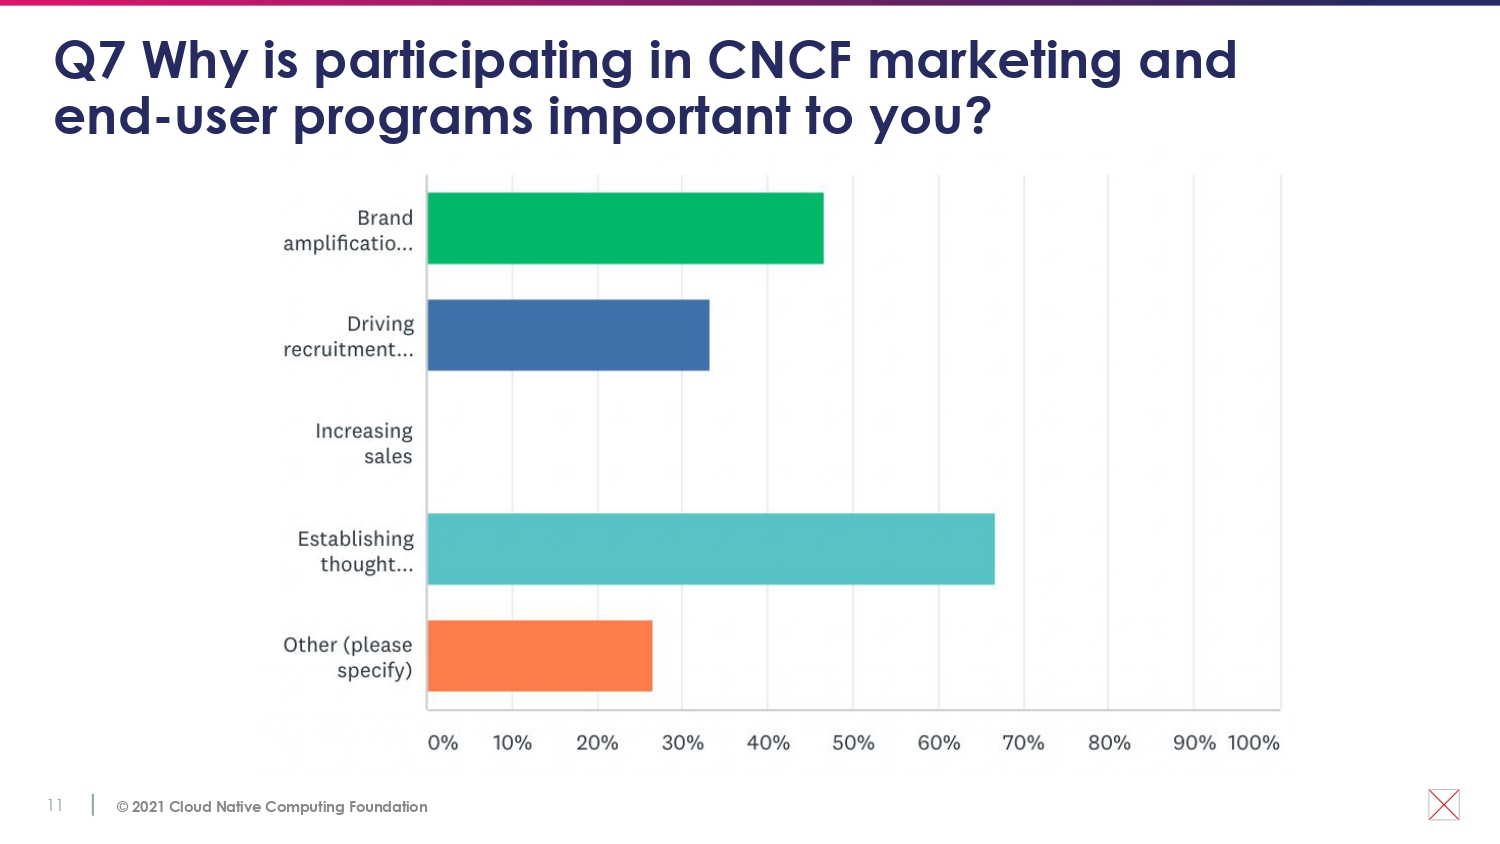 Q7 Why is participating in CNCF marketing and
end-user programs important to you?
Brand
amplificatio...
Driving
recruitment...
Increasing
sales
Establishing
thought...
Other (please
specify)
0% 10% 20% 30% 40% 50% 60% 70% 80% 90% 100%
11 © 2021 Cloud Native Computing Foundation